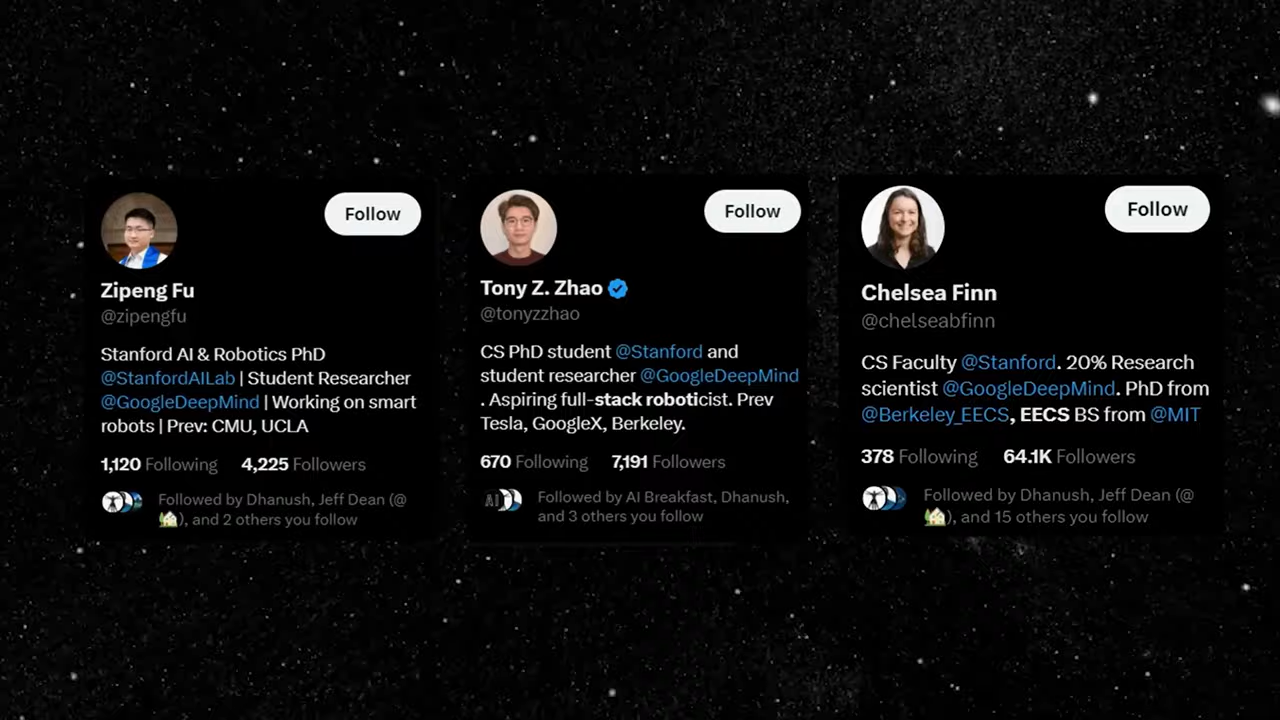 Follow
Zipeng Fu
@zipengfu
Stanford AI & Robotics PhD
@StanfordAILab | Student Researcher
@GoogleDeepMind | Working on smart
robots | Prev: CMU, UCLA
1,120 Following 4,225 Followers
Followed by Dhanush, Jeff Dean (@
🏡), and 2 others you follow
Follow
Tony Z. Zhao
@tonyzzhao
CS PhD student @Stanford and
student researcher @GoogleDeepMind
. Aspiring full-stack roboticist. Prev
Tesla, GoogleX, Berkeley.
670 Following 7,191 Followers
AI
Followed by AI Breakfast, Dhanush,
and 3 others you follow
Follow
Chelsea Finn
@chelseabfinn
CS Faculty @Stanford. 20% Research
scientist @GoogleDeepMind. PhD from
@Berkeley_EECS, EECS BS from @MIT
378 Following 64.1K Followers
Followed by Dhanush, Jeff Dean (@
🏡), and 15 others you follow